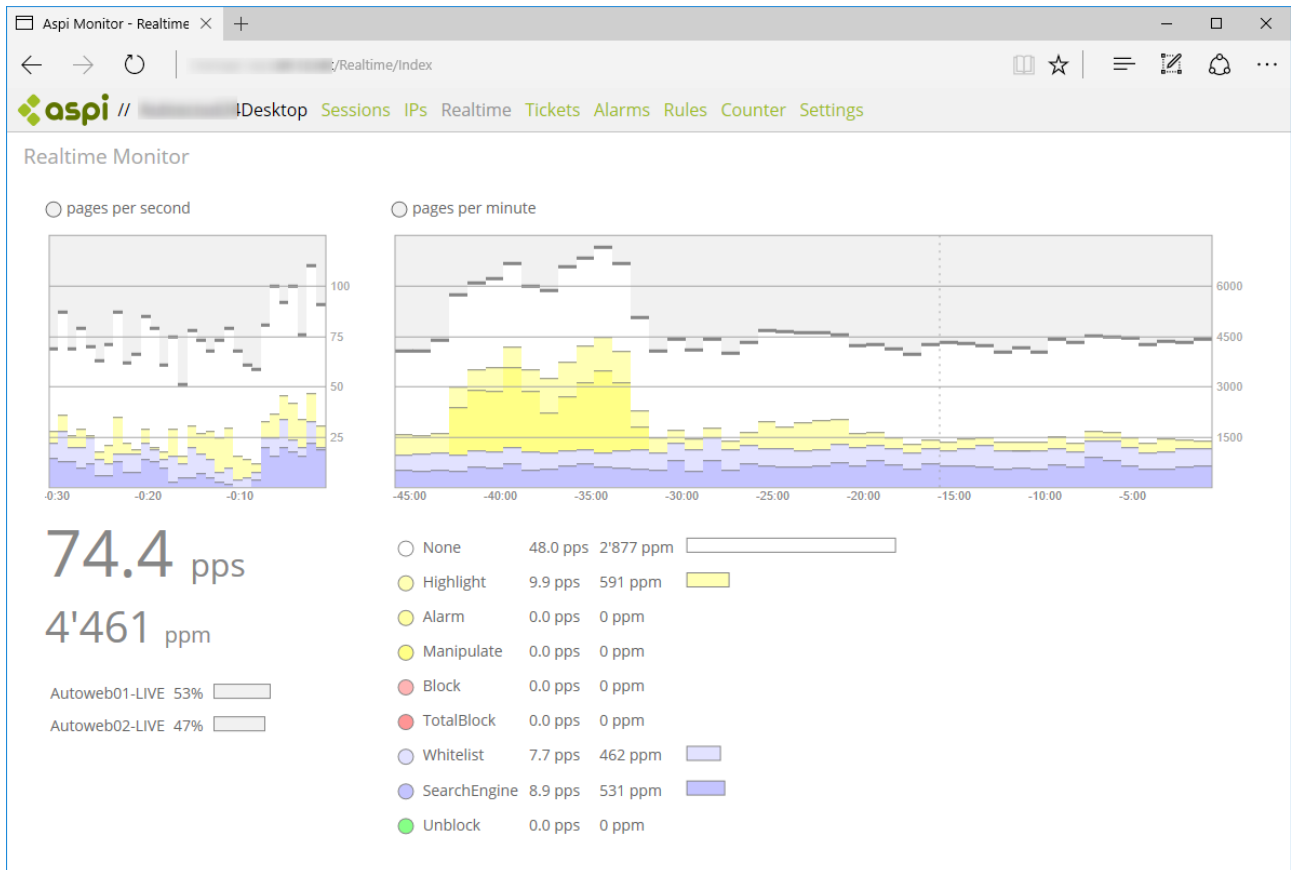 Aspi Monitor - Realtime
/Realtime/Index
aspi // Desktop Sessions IPs Realtime Tickets Alarms Rules Counter Settings
Realtime Monitor
pages per second
100
75
50
25
-0:30 -0:20 -0:10
pages per minute
6000
4500
3000
1500
-45:00 -40:00 -35:00 -30:00 -25:00 -20:00 -15:00 -10:00 -5:00
74.4 pps
4'461 ppm
Autoweb01-LIVE 53%
Autoweb02-LIVE 47%
None 48.0 pps 2'877 ppm
Highlight 9.9 pps 591 ppm
Alarm 0.0 pps 0 ppm
Manipulate 0.0 pps 0 ppm
Block 0.0 pps 0 ppm
TotalBlock 0.0 pps 0 ppm
Whitelist 7.7 pps 462 ppm
SearchEngine 8.9 pps 531 ppm
Unblock 0.0 pps 0 ppm